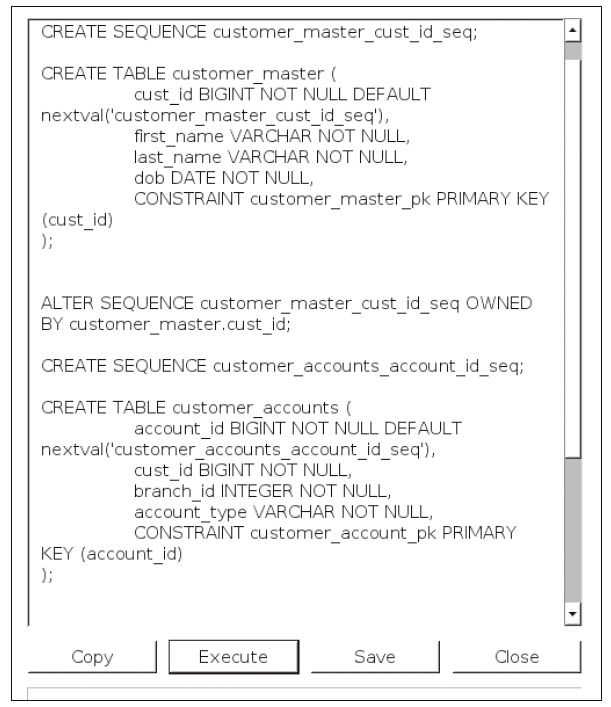 CREATE SEQUENCE customer_master_cust_id_seq;
CREATE TABLE customer_master (
cust_id BIGINT NOT NULL DEFAULT
nextval('customer_master_cust_id_seq'),
first_name VARCHAR NOT NULL,
last_name VARCHAR NOT NULL,
dob DATE NOT NULL,
CONSTRAINT customer_master_pk PRIMARY KEY
(cust_id)
);
ALTER SEQUENCE customer_master_cust_id_seq OWNED
BY customer_master.cust_id;
CREATE SEQUENCE customer_accounts_account_id_seq;
CREATE TABLE customer_accounts (
account_id BIGINT NOT NULL DEFAULT
nextval('customer_accounts_account_id_seq'),
cust_id BIGINT NOT NULL,
branch_id INTEGER NOT NULL,
account_type VARCHAR NOT NULL,
CONSTRAINT customer_account_pk PRIMARY
KEY (account_id)
);
Copy Execute Save Close